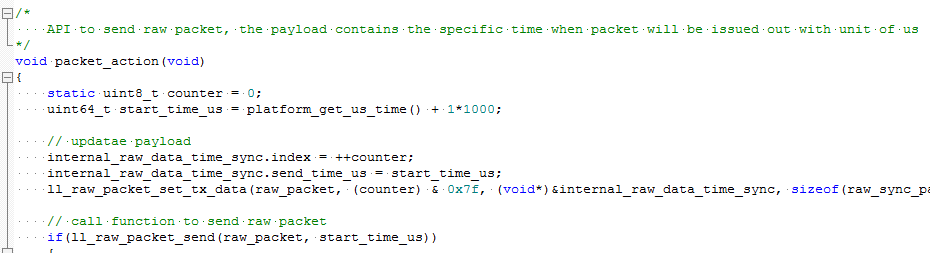 /*
API to send raw packet, the payload contains the specific time when packet will be issued out with unit of us
*/
void packet_action(void)
{
static uint8_t counter = 0;
uint64_t start_time_us = platform_get_us_time() + 1*1000;
// updatae payload
internal_raw_data_time_sync.index = ++counter;
internal_raw_data_time_sync.send_time_us = start_time_us;
ll_raw_packet_set_tx_data(raw_packet, (counter) & 0x7f, (void*)&internal_raw_data_time_sync, sizeof(raw_sync_pa
// call function to send raw packet
if(ll_raw_packet_send(raw_packet, start_time_us))